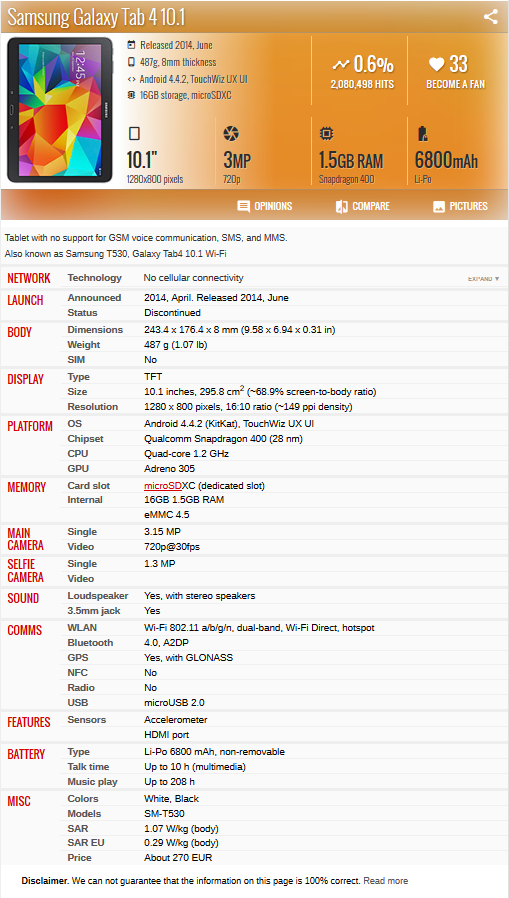 Samsung Galaxy Tab 4 10.1
Released 2014, June
487g, 8mm thickness
Android 4.4.2, TouchWiz UX UI
16GB storage, microSDXC
0.6%
2,080,498 HITS
33
BECOME A FAN
12:45
10.1"
1280x800 pixels
3MP
720p
1.5GB RAM
Snapdragon 400
6800mAh
Li-Po
OPINIONS
COMPARE
PICTURES
Tablet with no support for GSM voice communication, SMS, and MMS.
Also known as Samsung T530, Galaxy Tab4 10.1 Wi-Fi
NETWORK Technology No cellular connectivity EXPAND ▼
LAUNCH Announced 2014, April. Released 2014, June
Status Discontinued
BODY Dimensions 243.4 x 176.4 x 8 mm (9.58 x 6.94 x 0.31 in)
Weight 487 g (1.07 lb)
SIM No
DISPLAY Type TFT
Size 10.1 inches, 295.8 cm2 (~68.9% screen-to-body ratio)
Resolution 1280 x 800 pixels, 16:10 ratio (~149 ppi density)
PLATFORM OS Android 4.4.2 (KitKat), TouchWiz UX UI
Chipset Qualcomm Snapdragon 400 (28 nm)
CPU Quad-core 1.2 GHz
GPU Adreno 305
MEMORY Card slot microSDXC (dedicated slot)
Internal 16GB 1.5GB RAM
eMMC 4.5
MAIN CAMERA Single 3.15 MP
Video 720p@30fps
SELFIE CAMERA Single 1.3 MP
Video
SOUND Loudspeaker Yes, with stereo speakers
3.5mm jack Yes
COMMS WLAN Wi-Fi 802.11 a/b/g/n, dual-band, Wi-Fi Direct, hotspot
Bluetooth 4.0, A2DP
GPS Yes, with GLONASS
NFC No
Radio No
USB microUSB 2.0
FEATURES Sensors Accelerometer
HDMI port
BATTERY Type Li-Po 6800 mAh, non-removable
Talk time Up to 10 h (multimedia)
Music play Up to 208 h
MISC Colors White, Black
Models SM-T530
SAR 1.07 W/kg (body)
SAR EU 0.29 W/kg (body)
Price About 270 EUR
Disclaimer. We can not guarantee that the information on this page is 100% correct. Read more